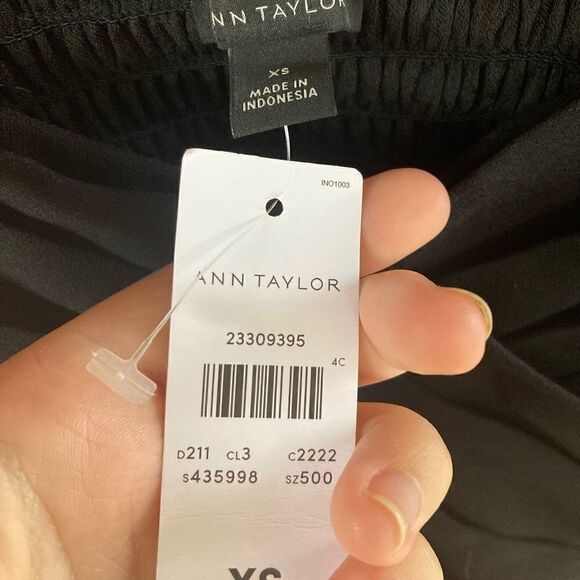 ANN TAYLOR
XS
MADE IN
INDONESIA
INO1003
ANN TAYLOR
23309395
4C
D211 CL3 C2222
S435998 SZ500
XS